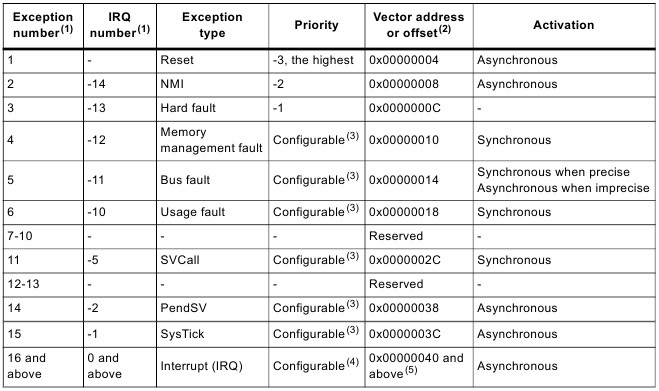 Exception number(1) IRQ number(1) Exception type Priority Vector address or offset(2) Activation
1 - Reset -3, the highest 0x00000004 Asynchronous
2 -14 NMI -2 0x00000008 Asynchronous
3 -13 Hard fault -1 0x0000000C -
4 -12 Memory management fault Configurable(3) 0x00000010 Synchronous
5 -11 Bus fault Configurable(3) 0x00000014 Synchronous when precise Asynchronous when imprecise
6 -10 Usage fault Configurable(3) 0x00000018 Synchronous
7-10 - - - Reserved -
11 -5 SVCall Configurable(3) 0x0000002C Synchronous
12-13 - - - Reserved -
14 -2 PendSV Configurable(3) 0x00000038 Asynchronous
15 -1 SysTick Configurable(3) 0x0000003C Asynchronous
16 and above 0 and above Interrupt (IRQ) Configurable(4) 0x00000040 and above(5) Asynchronous